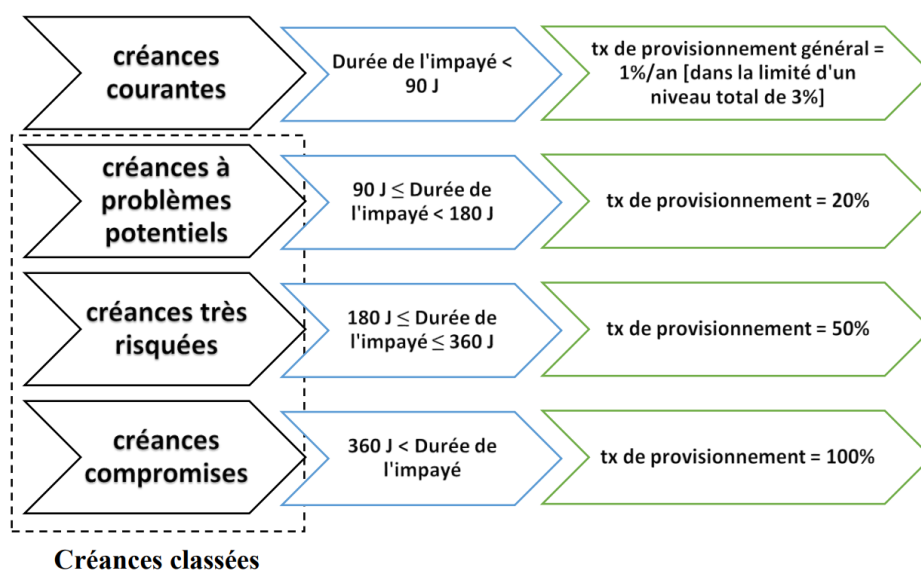 créances
courantes
Durée de l'impayé <
90 J
tx de provisionnement général =
1%/an [dans la limité d'un
niveau total de 3%]
créances à
problèmes
potentiels
90 J ≤ Durée de
l'impayé < 180 J
tx de provisionnement = 20%
créances très
risquées
180 J ≤ Durée de
l'impayé ≤ 360 J
tx de provisionnement = 50%
créances
compromises
360 J < Durée de
l'impayé
tx de provisionnement = 100%
Créances classées